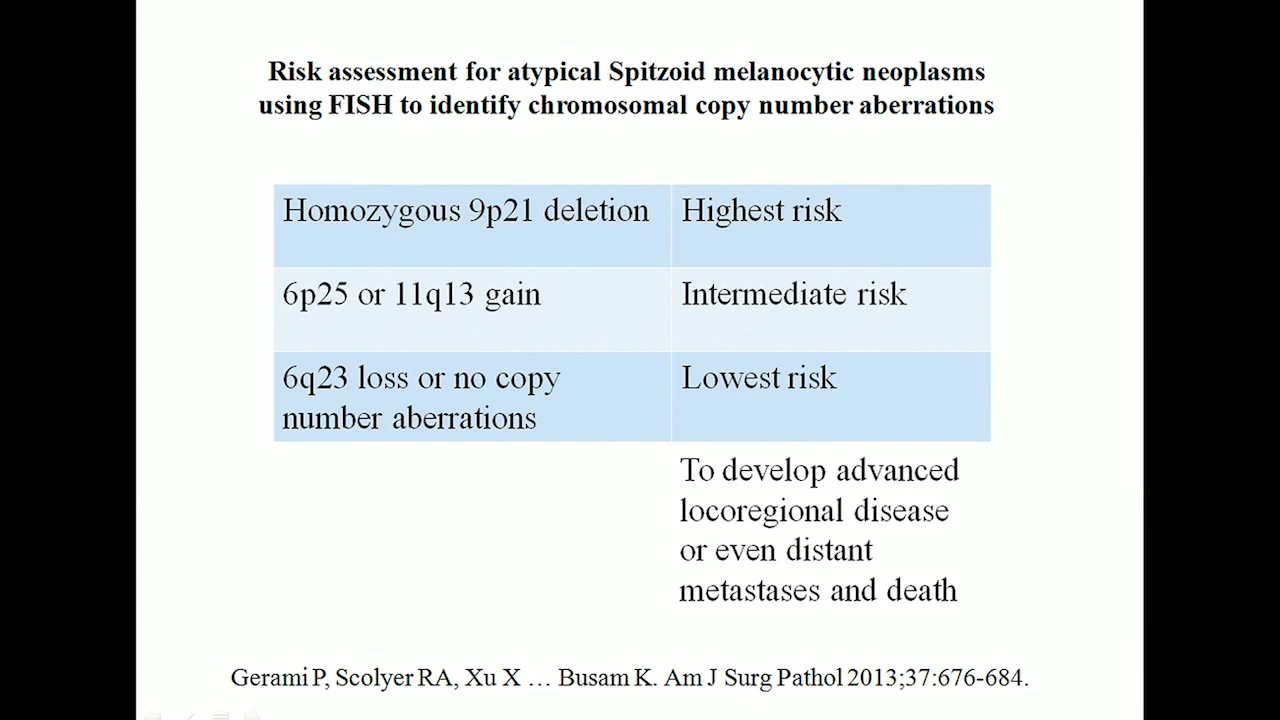 Risk assessment for atypical Spitzoid melanocytic neoplasms
using FISH to identify chromosomal copy number aberrations
Homozygous 9p21 deletion
Highest risk
6p25 or 11q13 gain
Intermediate risk
6q23 loss or no copy
number aberrations
Lowest risk
To develop advanced
locoregional disease
or even distant
metastases and death
Gerami P, Scolyer RA, Xu X … Busam K. Am J Surg Pathol 2013;37:676-684.